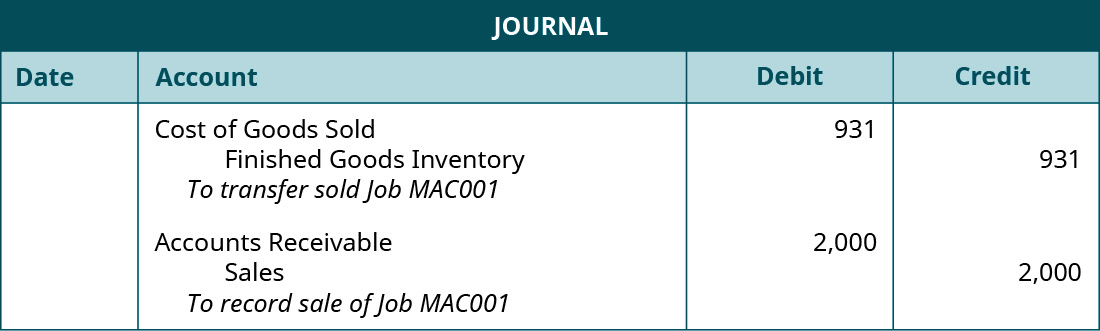 JOURNAL
Date Account Debit Credit
Cost of Goods Sold 931
Finished Goods Inventory 931
To transfer sold Job MAC001
Accounts Receivable 2,000
Sales 2,000
To record sale of Job MAC001